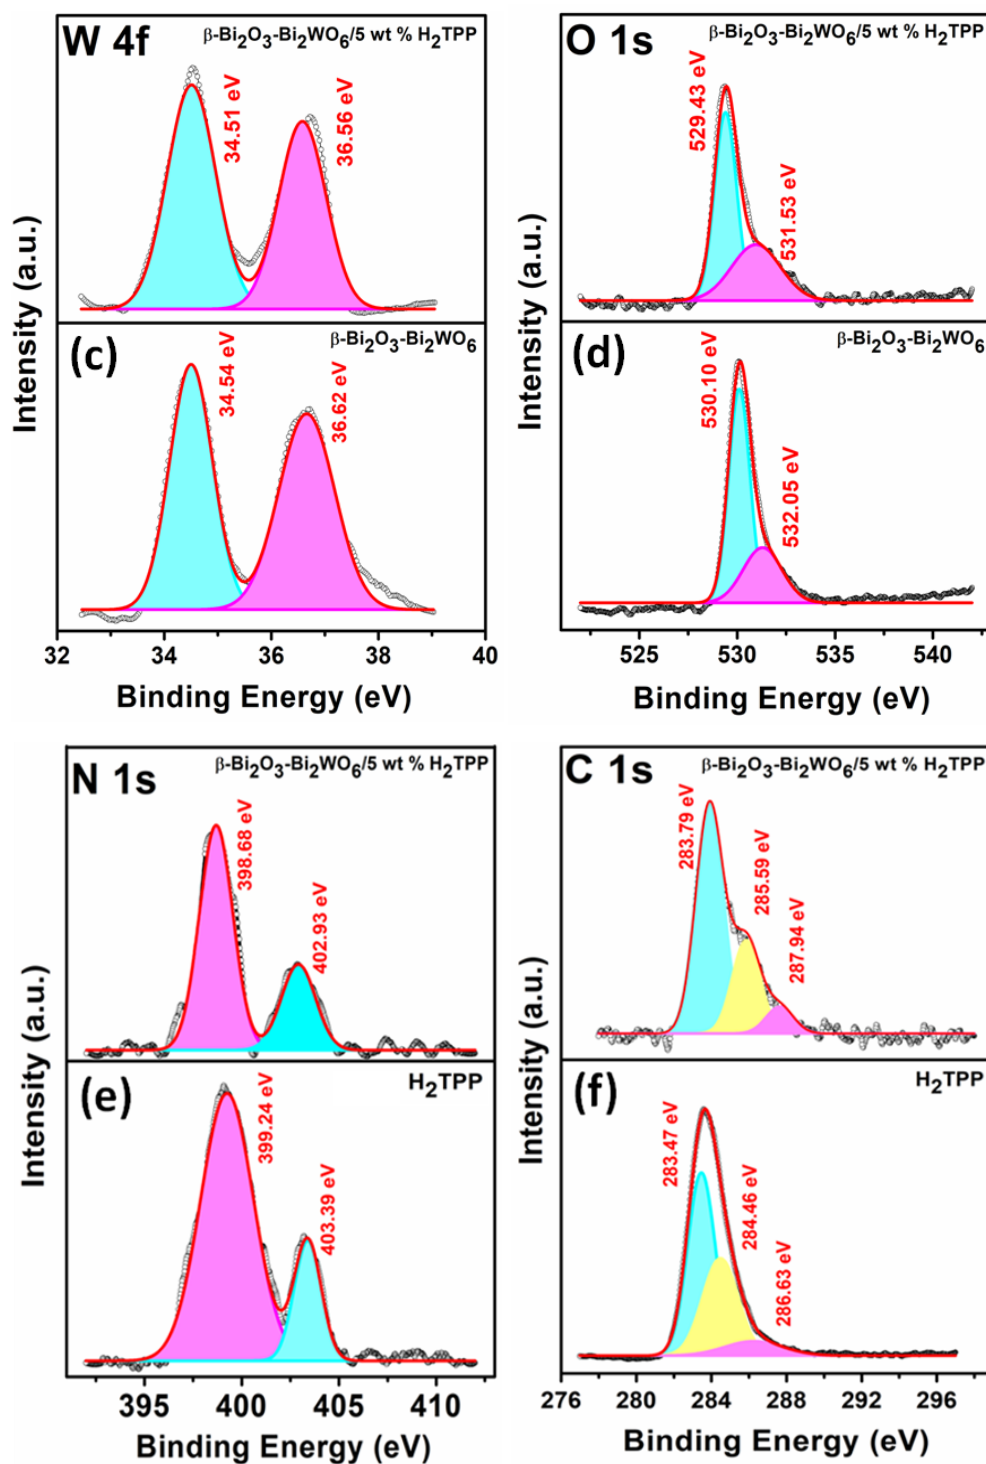 W 4f
β-Bi₂O₃-Bi₂WO₆/5 wt % H₂TPP
34.51 eV
36.56 eV
(c)
β-Bi₂O₃-Bi₂WO₆
34.54 eV
36.62 eV
Intensity (a.u.)
32 34 36 38 40
Binding Energy (eV)
O 1s
β-Bi₂O₃-Bi₂WO₆/5 wt % H₂TPP
529.43 eV
531.53 eV
(d)
β-Bi₂O₃-Bi₂WO₆
530.10 eV
532.05 eV
Intensity (a.u.)
525 530 535 540
Binding Energy (eV)
N 1s
β-Bi₂O₃-Bi₂WO₆/5 wt % H₂TPP
398.68 eV
402.93 eV
(e)
H₂TPP
399.24 eV
403.39 eV
Intensity (a.u.)
395 400 405 410
Binding Energy (eV)
C 1s
β-Bi₂O₃-Bi₂WO₆/5 wt % H₂TPP
283.79 eV
285.59 eV
287.94 eV
(f)
H₂TPP
283.47 eV
284.46 eV
286.63 eV
Intensity (a.u.)
276 280 284 288 292 296
Binding Energy (eV)